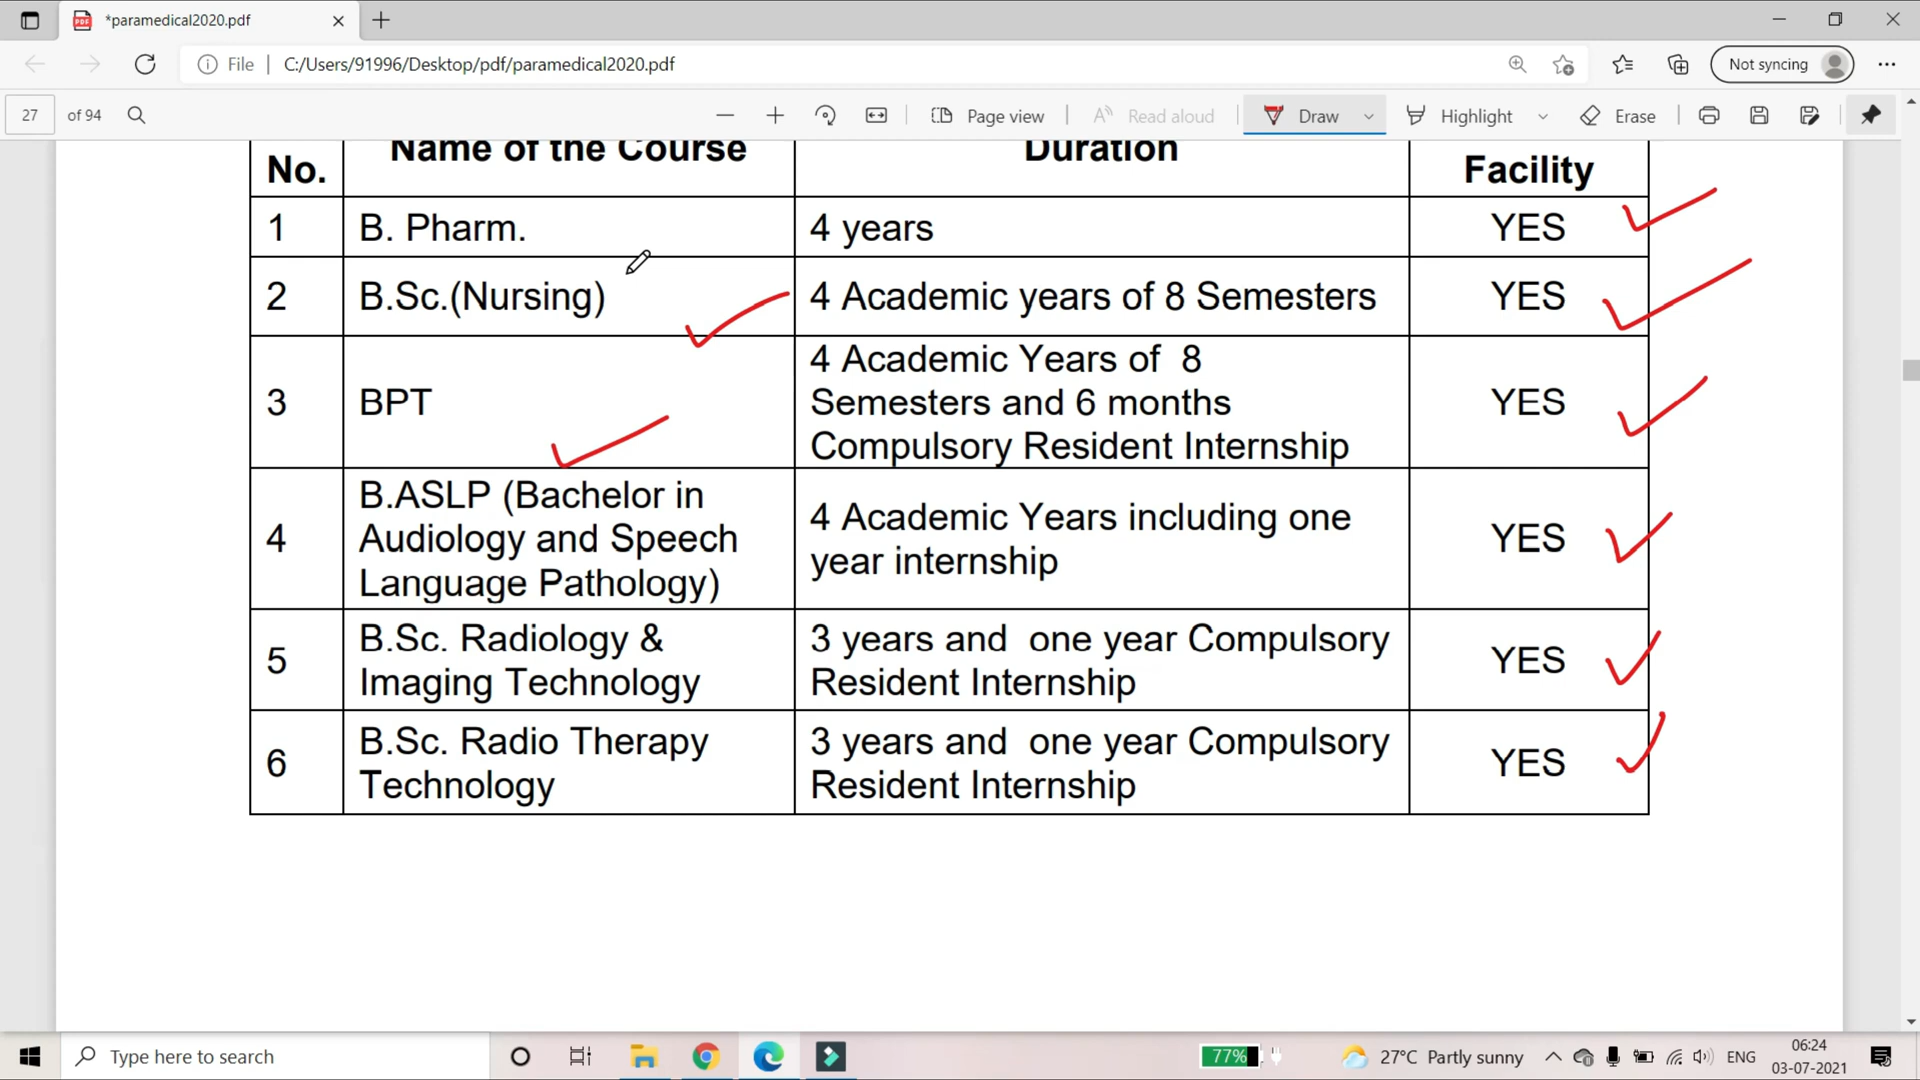 *paramedical2020.pdf
File
C:/Users/91996/Desktop/pdf/paramedical2020.pdf
Not syncing
27 of 94
Page view
Read aloud
Draw
Highlight
Erase
No. Name of the Course Duration Facility
1 B. Pharm. 4 years YES
2 B.Sc.(Nursing) 4 Academic years of 8 Semesters YES
3 BPT
4 Academic Years of 8
Semesters and 6 months
Compulsory Resident Internship
YES
4
B.ASLP (Bachelor in
Audiology and Speech
Language Pathology)
4 Academic Years including one
year internship
YES
5
B.Sc. Radiology &
Imaging Technology
3 years and one year Compulsory
Resident Internship
YES
6
B.Sc. Radio Therapy
Technology
3 years and one year Compulsory
Resident Internship
YES
Type here to search
77%
27°C Partly sunny
ENG
06:24
03-07-2021